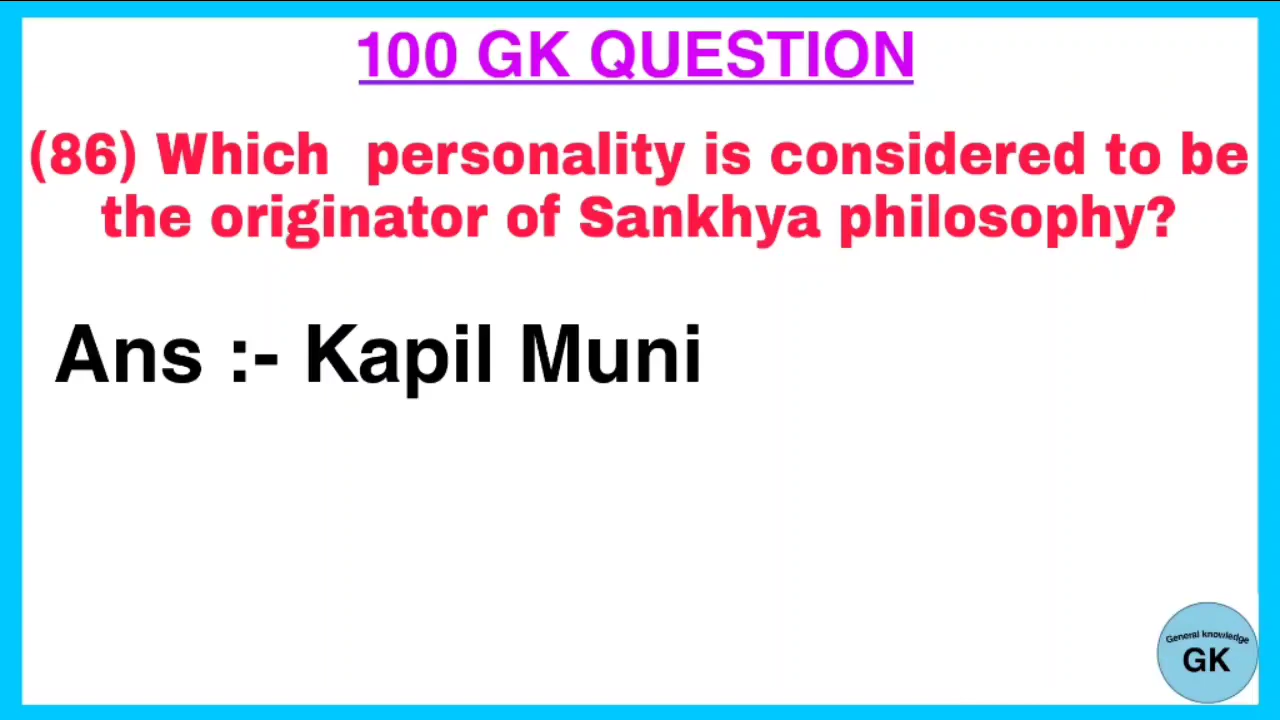 100 GK QUESTION
(86) Which personality is considered to be
the originator of Sankhya philosophy?
Ans :- Kapil Muni
General knowledge
GK